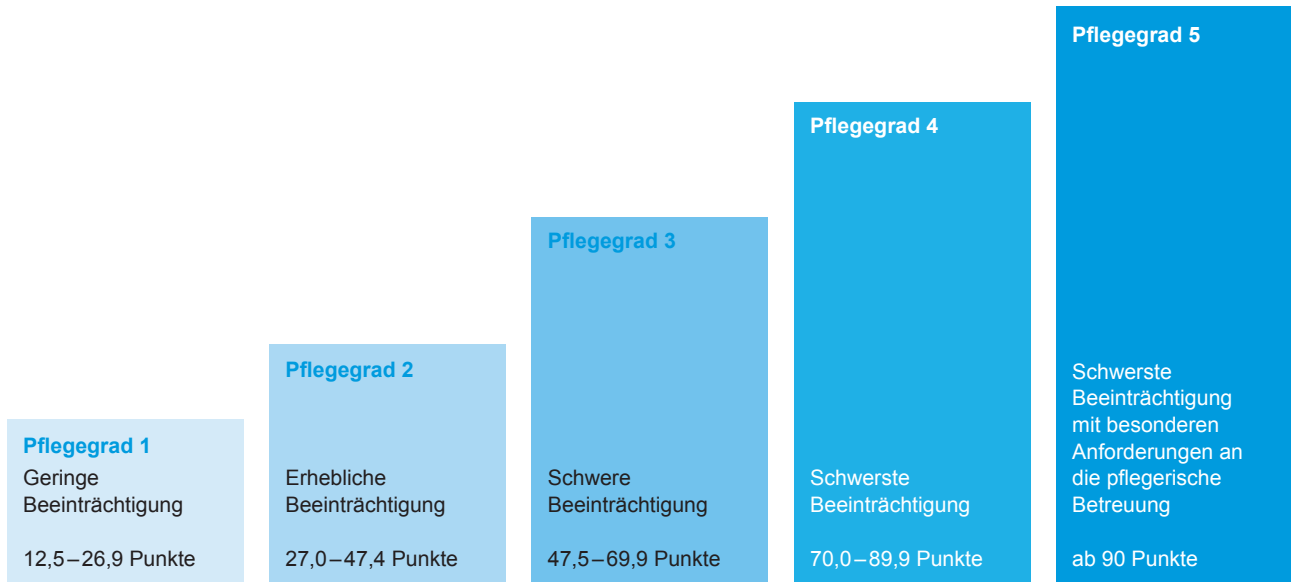 Pflegegrad 1
Geringe
Beeinträchtigung
12,5–26,9 Punkte
Pflegegrad 2
Erhebliche
Beeinträchtigung
27,0–47,4 Punkte
Pflegegrad 3
Schwere
Beeinträchtigung
47,5–69,9 Punkte
Pflegegrad 4
Schwerste
Beeinträchtigung
70,0–89,9 Punkte
Pflegegrad 5
Schwerste
Beeinträchtigung
mit besonderen
Anforderungen an
die pflegerische
Betreuung
ab 90 Punkte